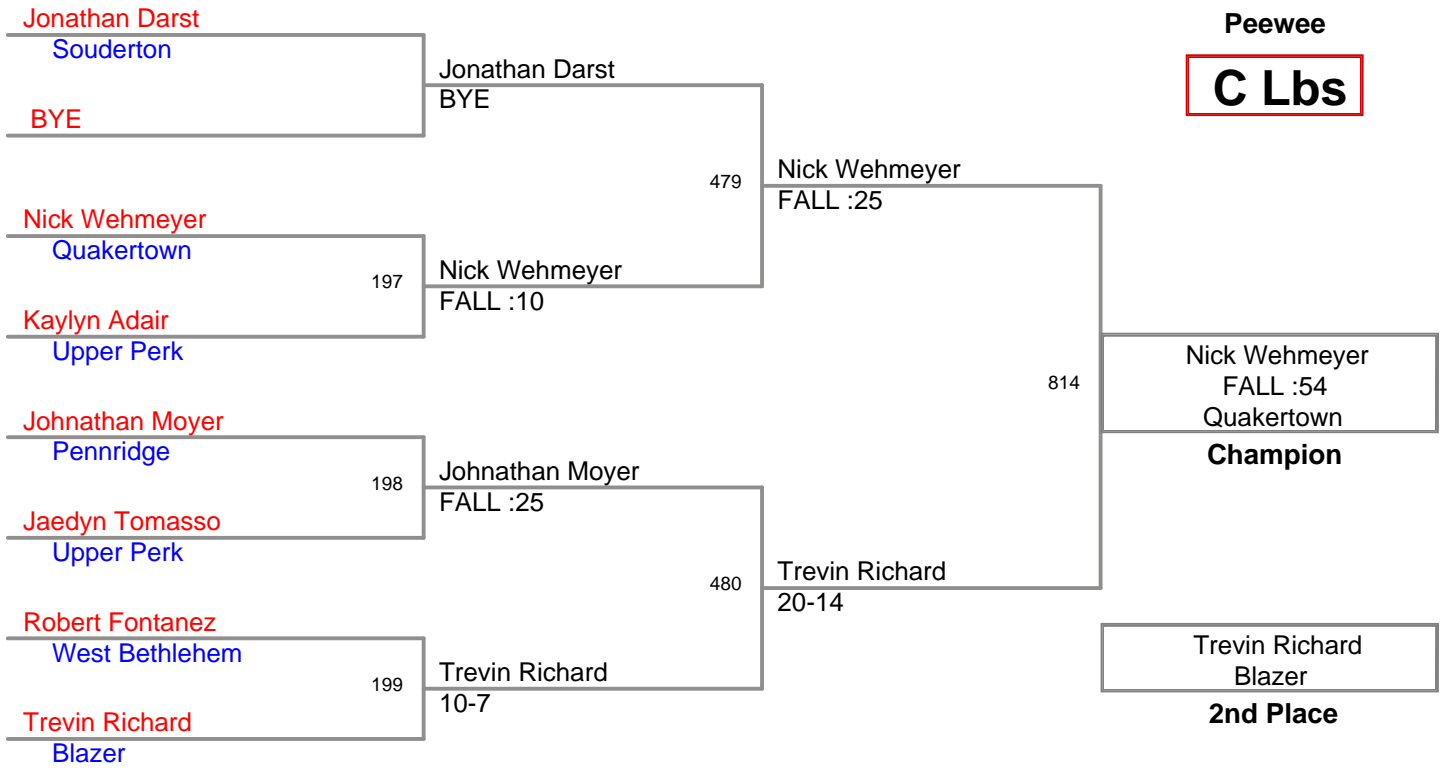 Jonathan Darst
Souderton
BYE
Nick Wehmeyer
Quakertown
197
Kaylyn Adair
Upper Perk
Johnathan Moyer
Pennridge
198
Jaedyn Tomasso
Upper Perk
Robert Fontanez
West Bethlehem
199
Trevin Richard
Blazer
Jonathan Darst
BYE
479
Nick Wehmeyer
FALL :10
Johnathan Moyer
FALL :25
480
Trevin Richard
10-7
Nick Wehmeyer
FALL :25
814
Trevin Richard
20-14
Peewee
C Lbs
Nick Wehmeyer
FALL :54
Quakertown
Champion
Trevin Richard
Blazer
2nd Place